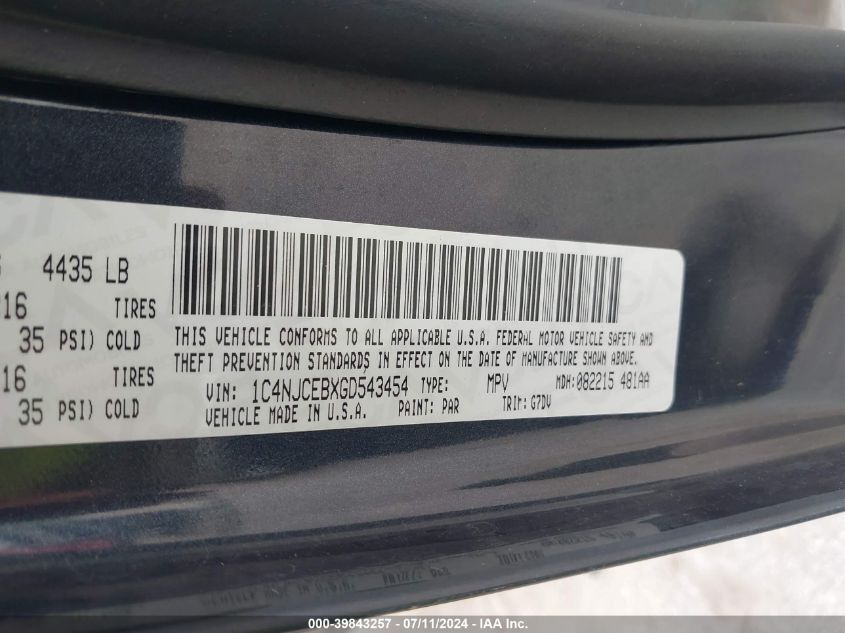 4435 LB
16 TIRES
35 PSI) COLD
16 TIRES
35 PSI) COLD
THIS VEHICLE CONFORMS TO ALL APPLICABLE U.S.A. FEDERAL MOTOR VEHICLE SAFETY AND
THEFT PREVENTION STANDARDS IN EFFECT ON THE DATE OF MANUFACTURE SHOWN ABOVE.
VIN: 1C4NJCEBXGD543454 TYPE: MPV MDH: 082215 481AA
VEHICLE MADE IN U.S.A. PAINT: PAR TRIM: G7DV
000-39843257 - 07/11/2024 - IAA Inc.